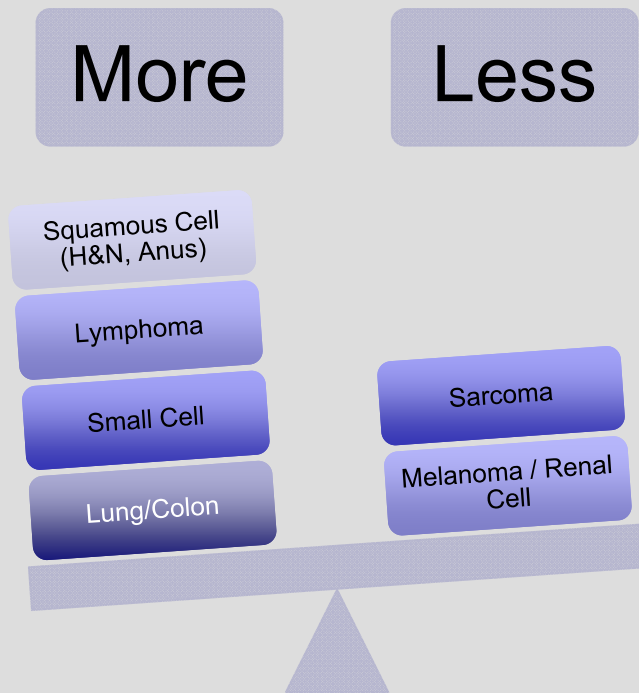 More
Less
Squamous Cell
(H&N, Anus)
Lymphoma
Small Cell
Lung/Colon
Sarcoma
Melanoma / Renal
Cell